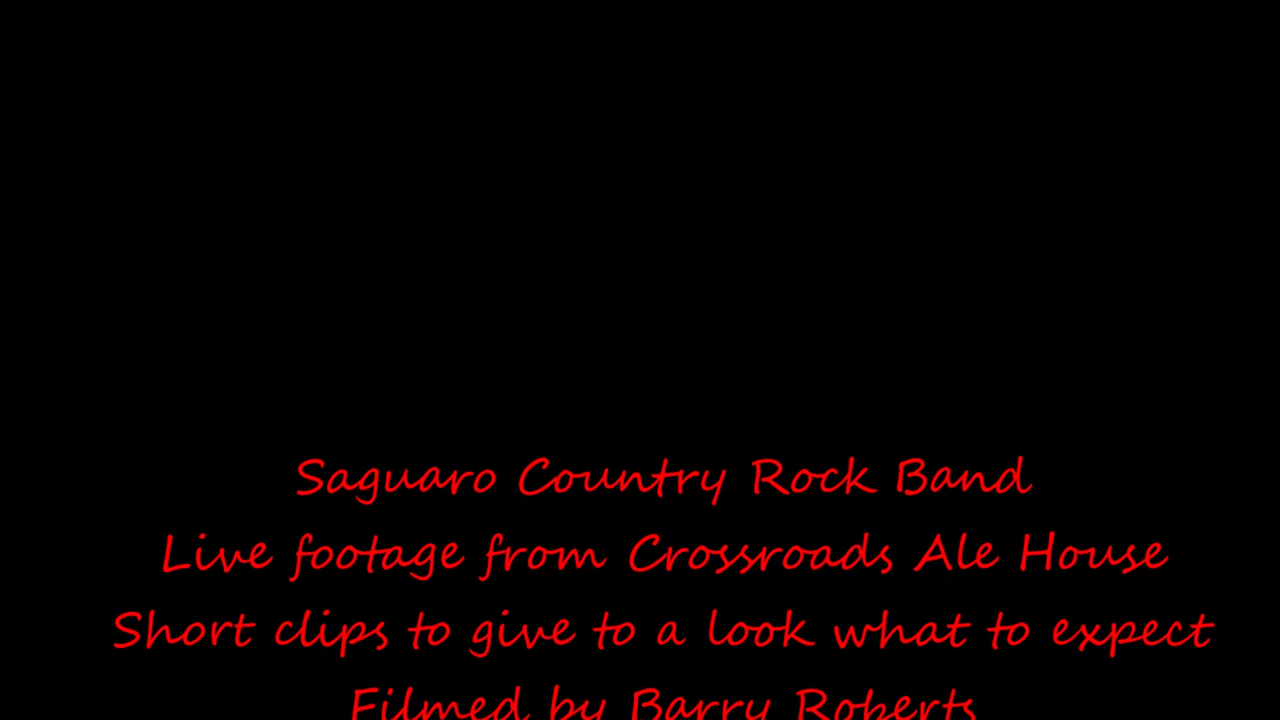 Saguaro Country Rock Band
Live footage from Crossroads Ale House
Short clips to give to a look what to expect
Filmed by Barry Roberts